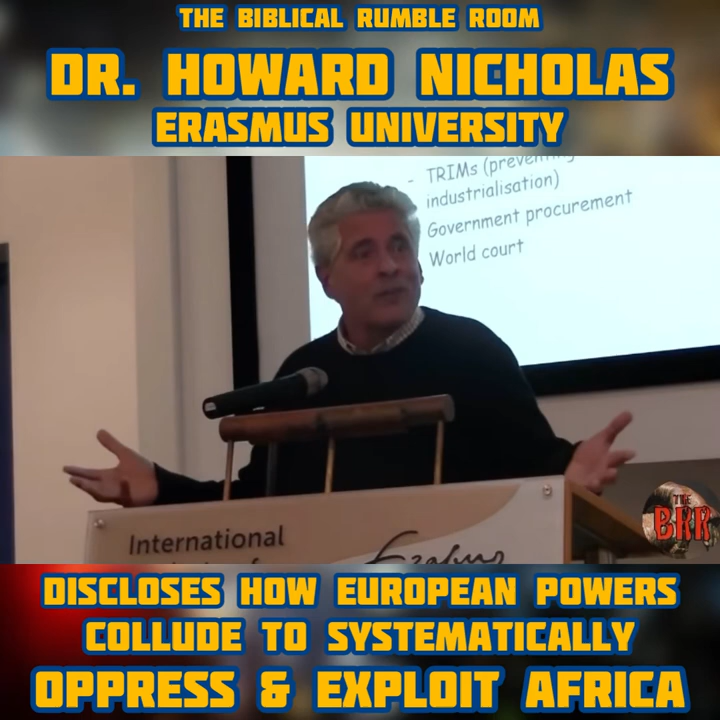 THE BIBLICAL RUMBLE ROOM
DR. HOWARD NICHOLAS
ERASMUS UNIVERSITY
- TRIMs (preventing
industrialisation)
Government procurement
World court
THE
BRR
International
Erasmus
DISCLOSES HOW EUROPEAN POWERS
COLLUDE TO SYSTEMATICALLY
OPPRESS & EXPLOIT AFRICA